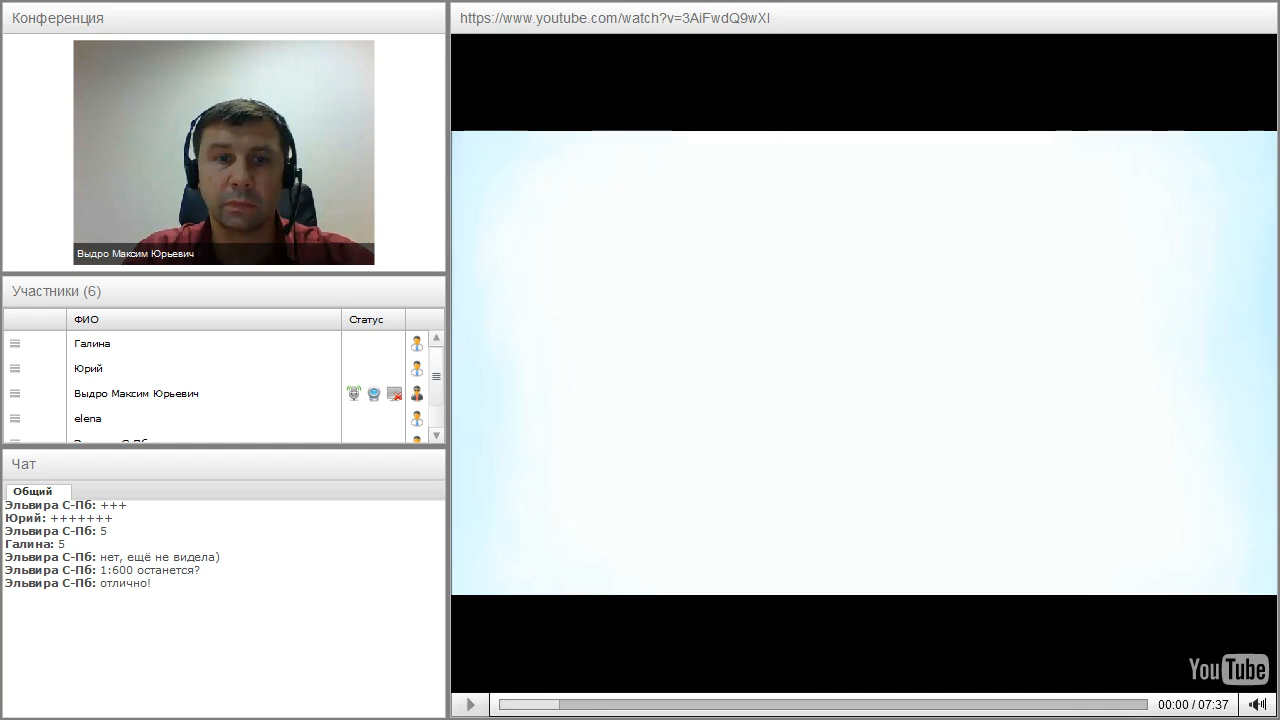 Конференция
Выдро Максим Юрьевич
Участники (6)
ФИО
Статус
Галина
Юрий
Выдро Максим Юрьевич
elena
Чат
Общий
Эльвира С-Пб: +++
Юрий: +++++++
Эльвира С-Пб: 5
Галина: 5
Эльвира С-Пб: нет, ещё не видела)
Эльвира С-Пб: 1:600 останется?
Эльвира С-Пб: отлично!
https://www.youtube.com/watch?v=3AiFwdQ9wXI
YouTube
00:00 / 07:37